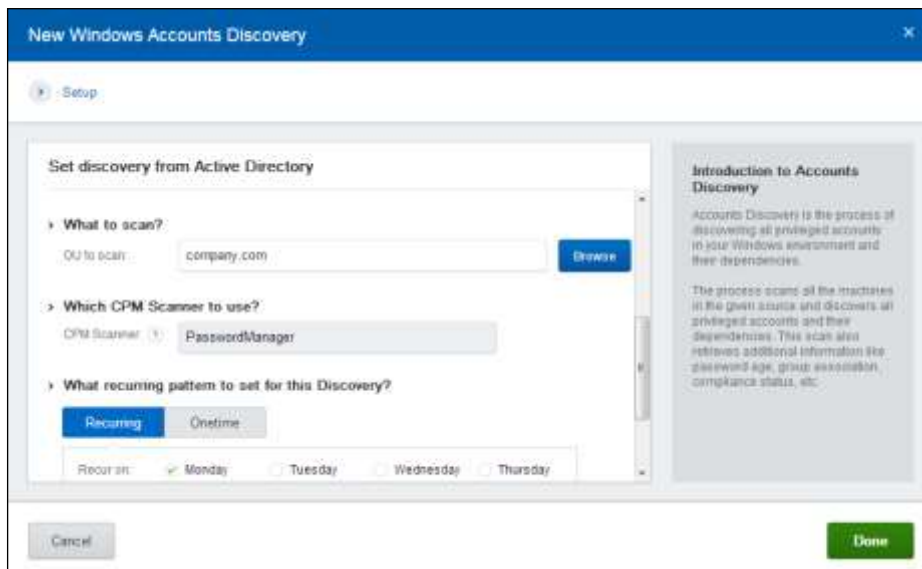 New Windows Accounts Discovery
Setup
Set discovery from Active Directory
What to scan?
OU to scan: company.com Browse
Which CPM Scanner to use?
CPM Scanner PasswordManager
What recurring pattern to set for this Discovery?
Recurring Onetime
Recur on: Monday Tuesday Wednesday Thursday
Introduction to Accounts
Discovery
Accounts Discovery is the process of
discovering all privileged accounts
in your Windows environment and
their dependencies.
The process scans all the machines
in the given source and discovers all
privileged accounts and their
dependencies. This scan also
retrieves additional information like
password age, group association,
compliance status, etc.
Cancel Done